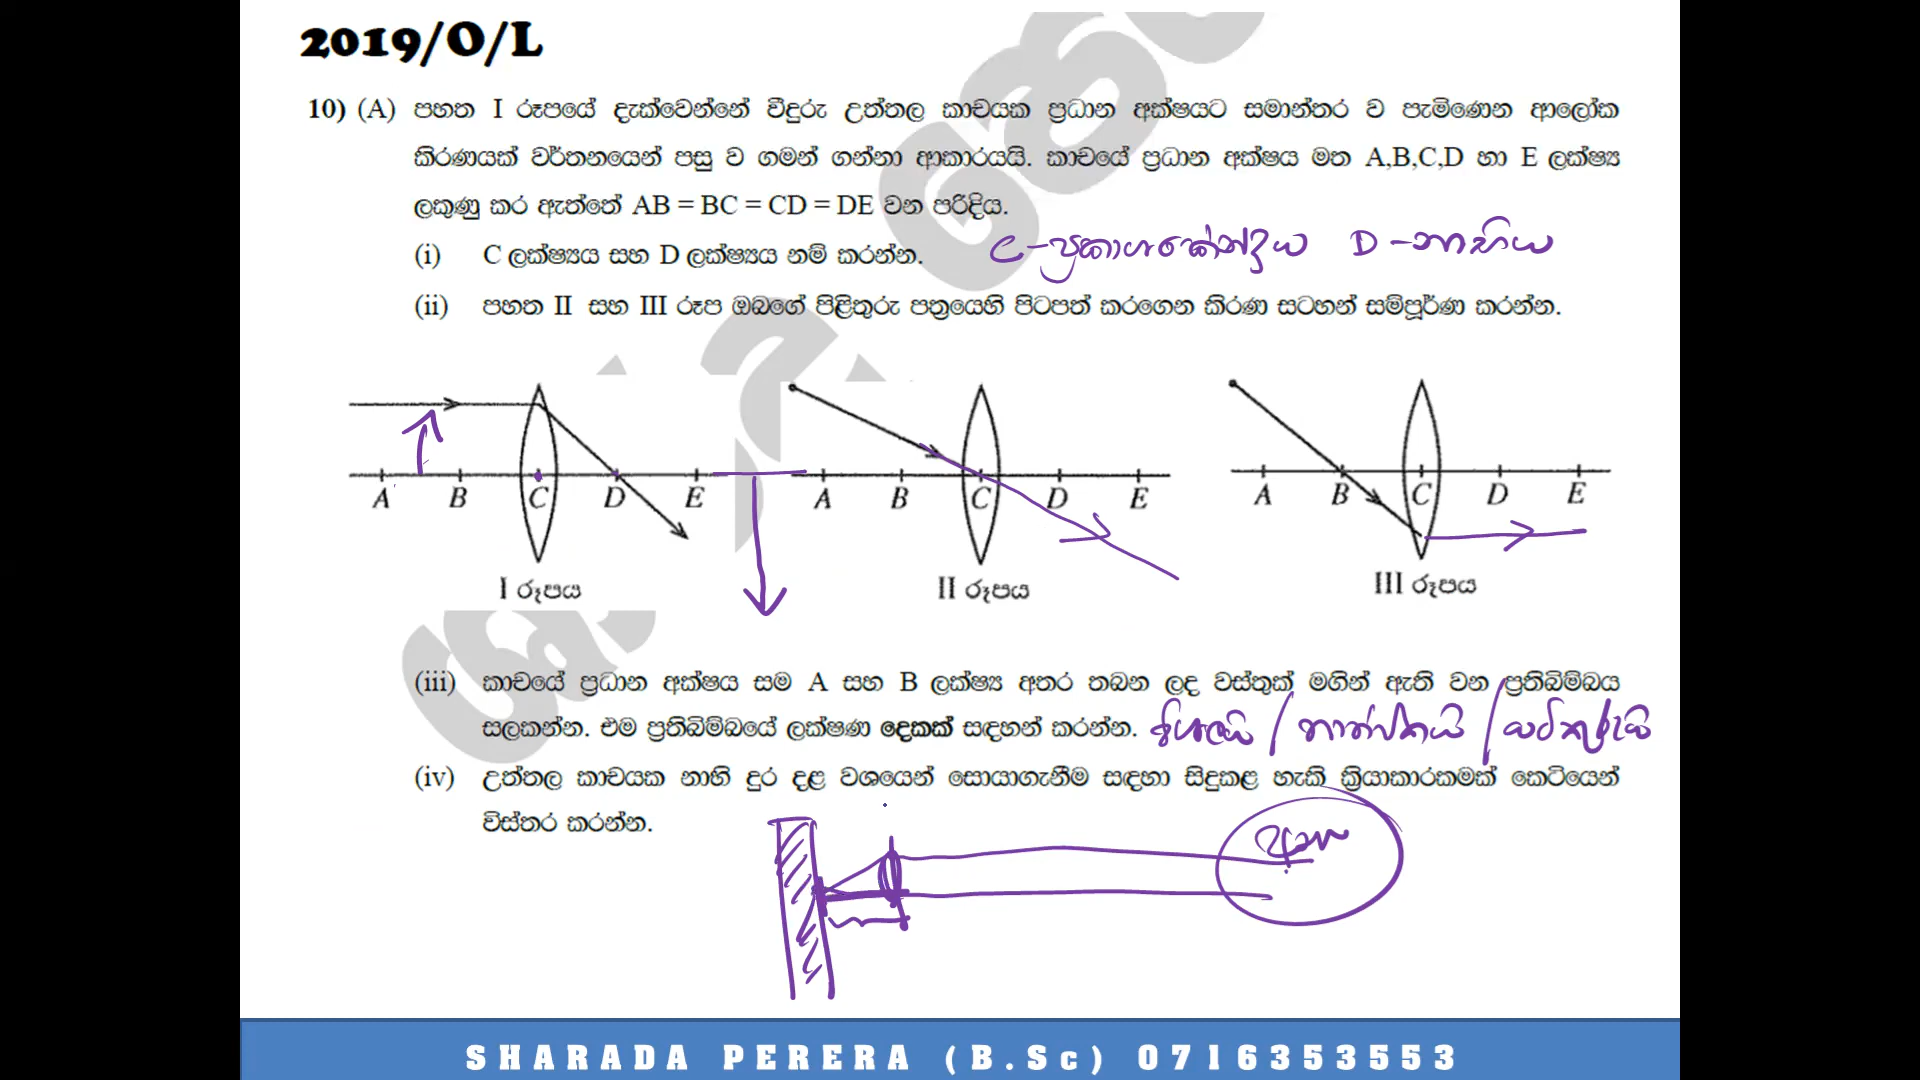 2019/O/L
10) (A) පහත I රූපයේ දැක්වෙන්නේ වීදුරු උත්තල කාචයක ප්‍රධාන අක්ෂයට සමාන්තර ව පැමිණෙන ආලෝක
කිරණයක් වර්තනයෙන් පසු ව ගමන් ගන්නා ආකාරයයි. කාචයේ ප්‍රධාන අක්ෂය මත A,B,C,D හා E ලක්ෂ්‍ය
ලකුණු කර ඇත්තේ AB = BC = CD = DE වන පරිදිය.
(i) C ලක්ෂ්‍යය සහ D ලක්ෂ්‍යය නම් කරන්න. C – ප්‍රකාශ කේන්ද්‍රය D – නාභිය
(ii) පහත II සහ III රූප ඔබගේ පිළිතුරු පත්‍රයෙහි පිටපත් කරගෙන කිරණ සටහන් සම්පූර්ණ කරන්න.
A B C D E A B C D E A B C D E
I රූපය II රූපය III රූපය
(iii) කාචයේ ප්‍රධාන අක්ෂය සම A සහ B ලක්ෂ්‍ය අතර තබන ලද වස්තුක් මගින් ඇති වන ප්‍රතිබිම්බය
සලකන්න. එම ප්‍රතිබිම්බයේ ලක්ෂණ දෙකක් සඳහන් කරන්න. විශාලයි / තාත්වికයි / යටිකුරුයි
(iv) උත්තල කාචයක නාභි දුර දළ වශයෙන් සොයාගැනීම සඳහා සිදුකළ හැකි ක්‍රියාකාරකමක් කෙටියෙන්
විස්තර කරන්න.
SHARADA PERERA (B.Sc) 0716353553